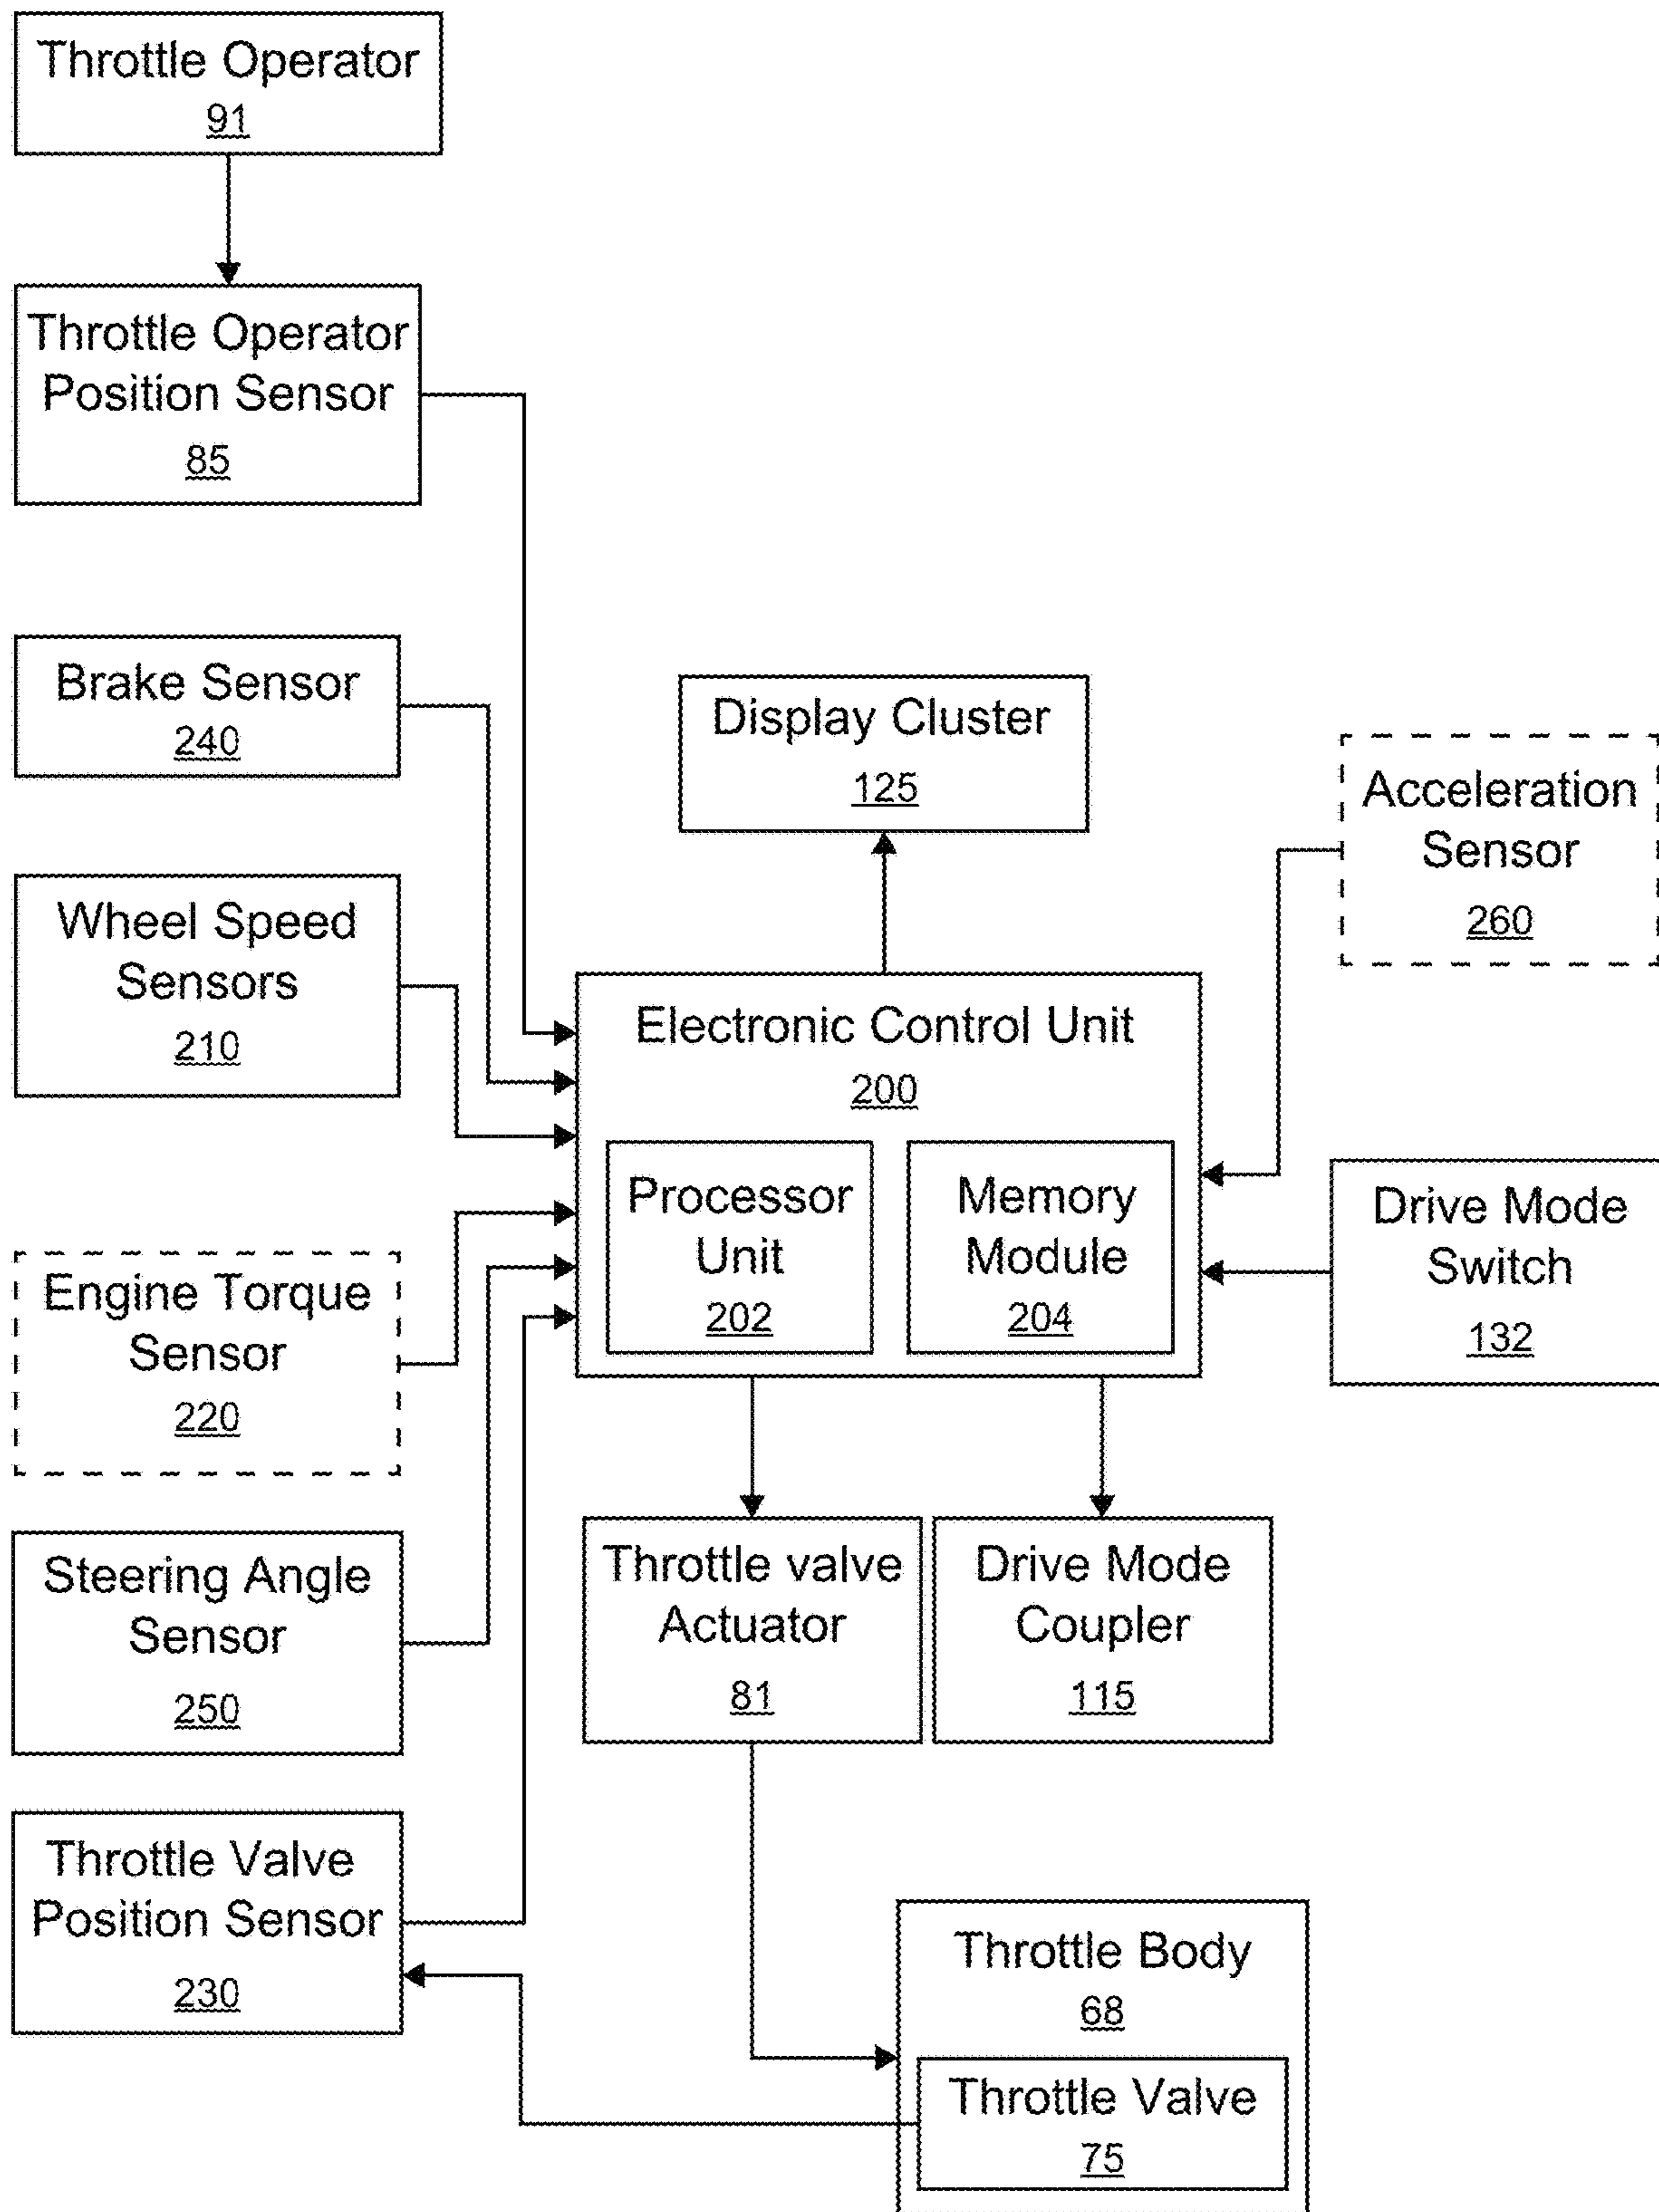 Throttle Operator
91
Throttle Operator
Position Sensor
85
Brake Sensor
240
Display Cluster
125
Acceleration
Sensor
260
Wheel Speed
Sensors
210
Electronic Control Unit
200
Processor
Unit
202
Memory
Module
204
Drive Mode
Switch
132
Engine Torque
Sensor
220
Steering Angle
Sensor
250
Throttle valve
Actuator
81
Drive Mode
Coupler
115
Throttle Valve
Position Sensor
230
Throttle Body
68
Throttle Valve
75